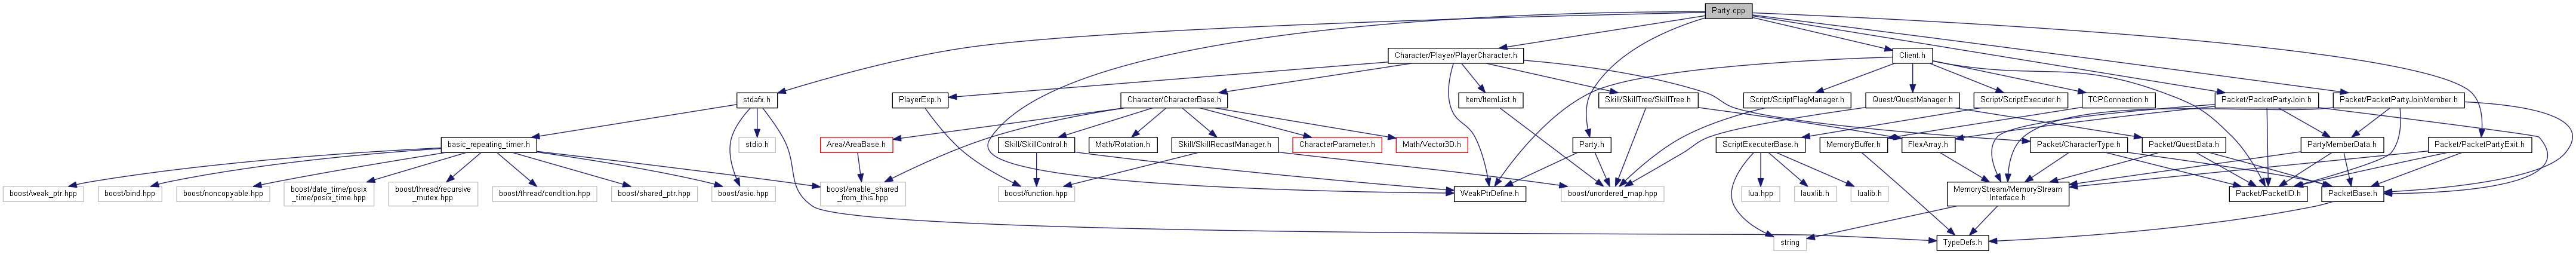 Party.cpp
Character/Player/PlayerCharacter.h
Client.h
stdafx.h
PlayerExp.h
Character/CharacterBase.h
Item/ItemList.h
Skill/SkillTree/SkillTree.h
Script/ScriptFlagManager.h
Quest/QuestManager.h
Script/ScriptExecuter.h
TCPConnection.h
Packet/PacketPartyJoin.h
Packet/PacketPartyJoinMember.h
basic_repeating_timer.h
stdio.h
Area/AreaBase.h
Skill/SkillControl.h
Math/Rotation.h
Skill/SkillRecastManager.h
CharacterParameter.h
Math/Vector3D.h
Party.h
ScriptExecuterBase.h
MemoryBuffer.h
FlexArray.h
Packet/CharacterType.h
Packet/QuestData.h
PartyMemberData.h
Packet/PacketPartyExit.h
boost/weak_ptr.hpp
boost/bind.hpp
boost/noncopyable.hpp
boost/date_time/posix
_time/posix_time.hpp
boost/thread/recursive
_mutex.hpp
boost/thread/condition.hpp
boost/shared_ptr.hpp
boost/asio.hpp
boost/enable_shared
_from_this.hpp
boost/function.hpp
WeakPtrDefine.h
boost/unordered_map.hpp
lua.hpp
lauxlib.h
lualib.h
MemoryStream/MemoryStream
Interface.h
Packet/PacketID.h
PacketBase.h
string
TypeDefs.h